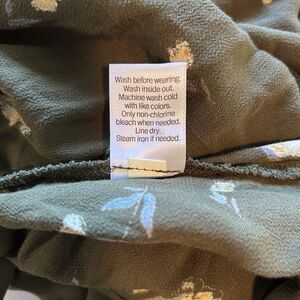 Wash before wearing.
Wash inside out.
Machine wash cold
with like colors.
Only non-chlorine
bleach when needed.
Line dry.
Steam iron if needed.